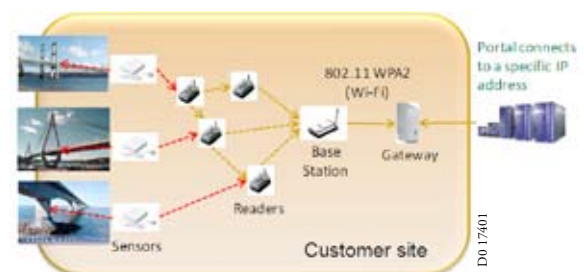 Portal connects
to a specific IP
address
802.11 WPA2
(Wi-Fi)
Base
Station
Gateway
Readers
Sensors
Customer site
D0 17401